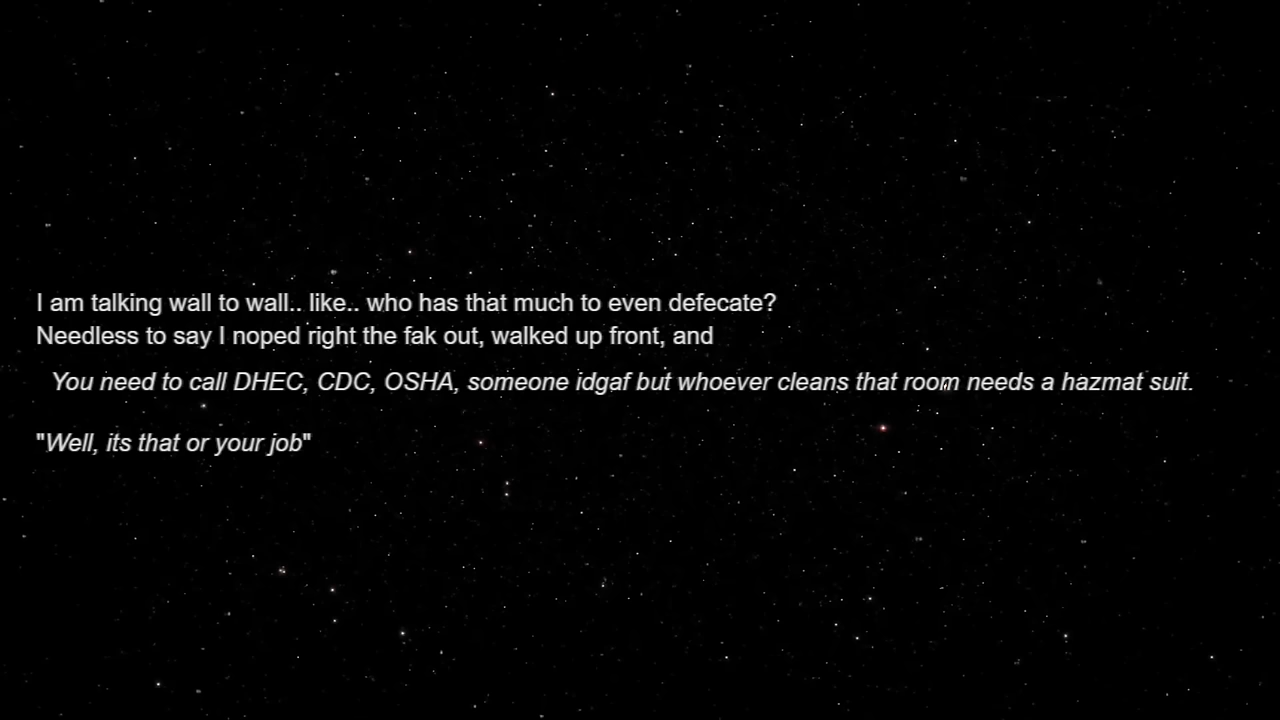 I am talking wall to wall.. like.. who has that much to even defecate?
Needless to say I noped right the fak out, walked up front, and
You need to call DHEC, CDC, OSHA, someone idgaf but whoever cleans that room needs a hazmat suit.
"Well, its that or your job"